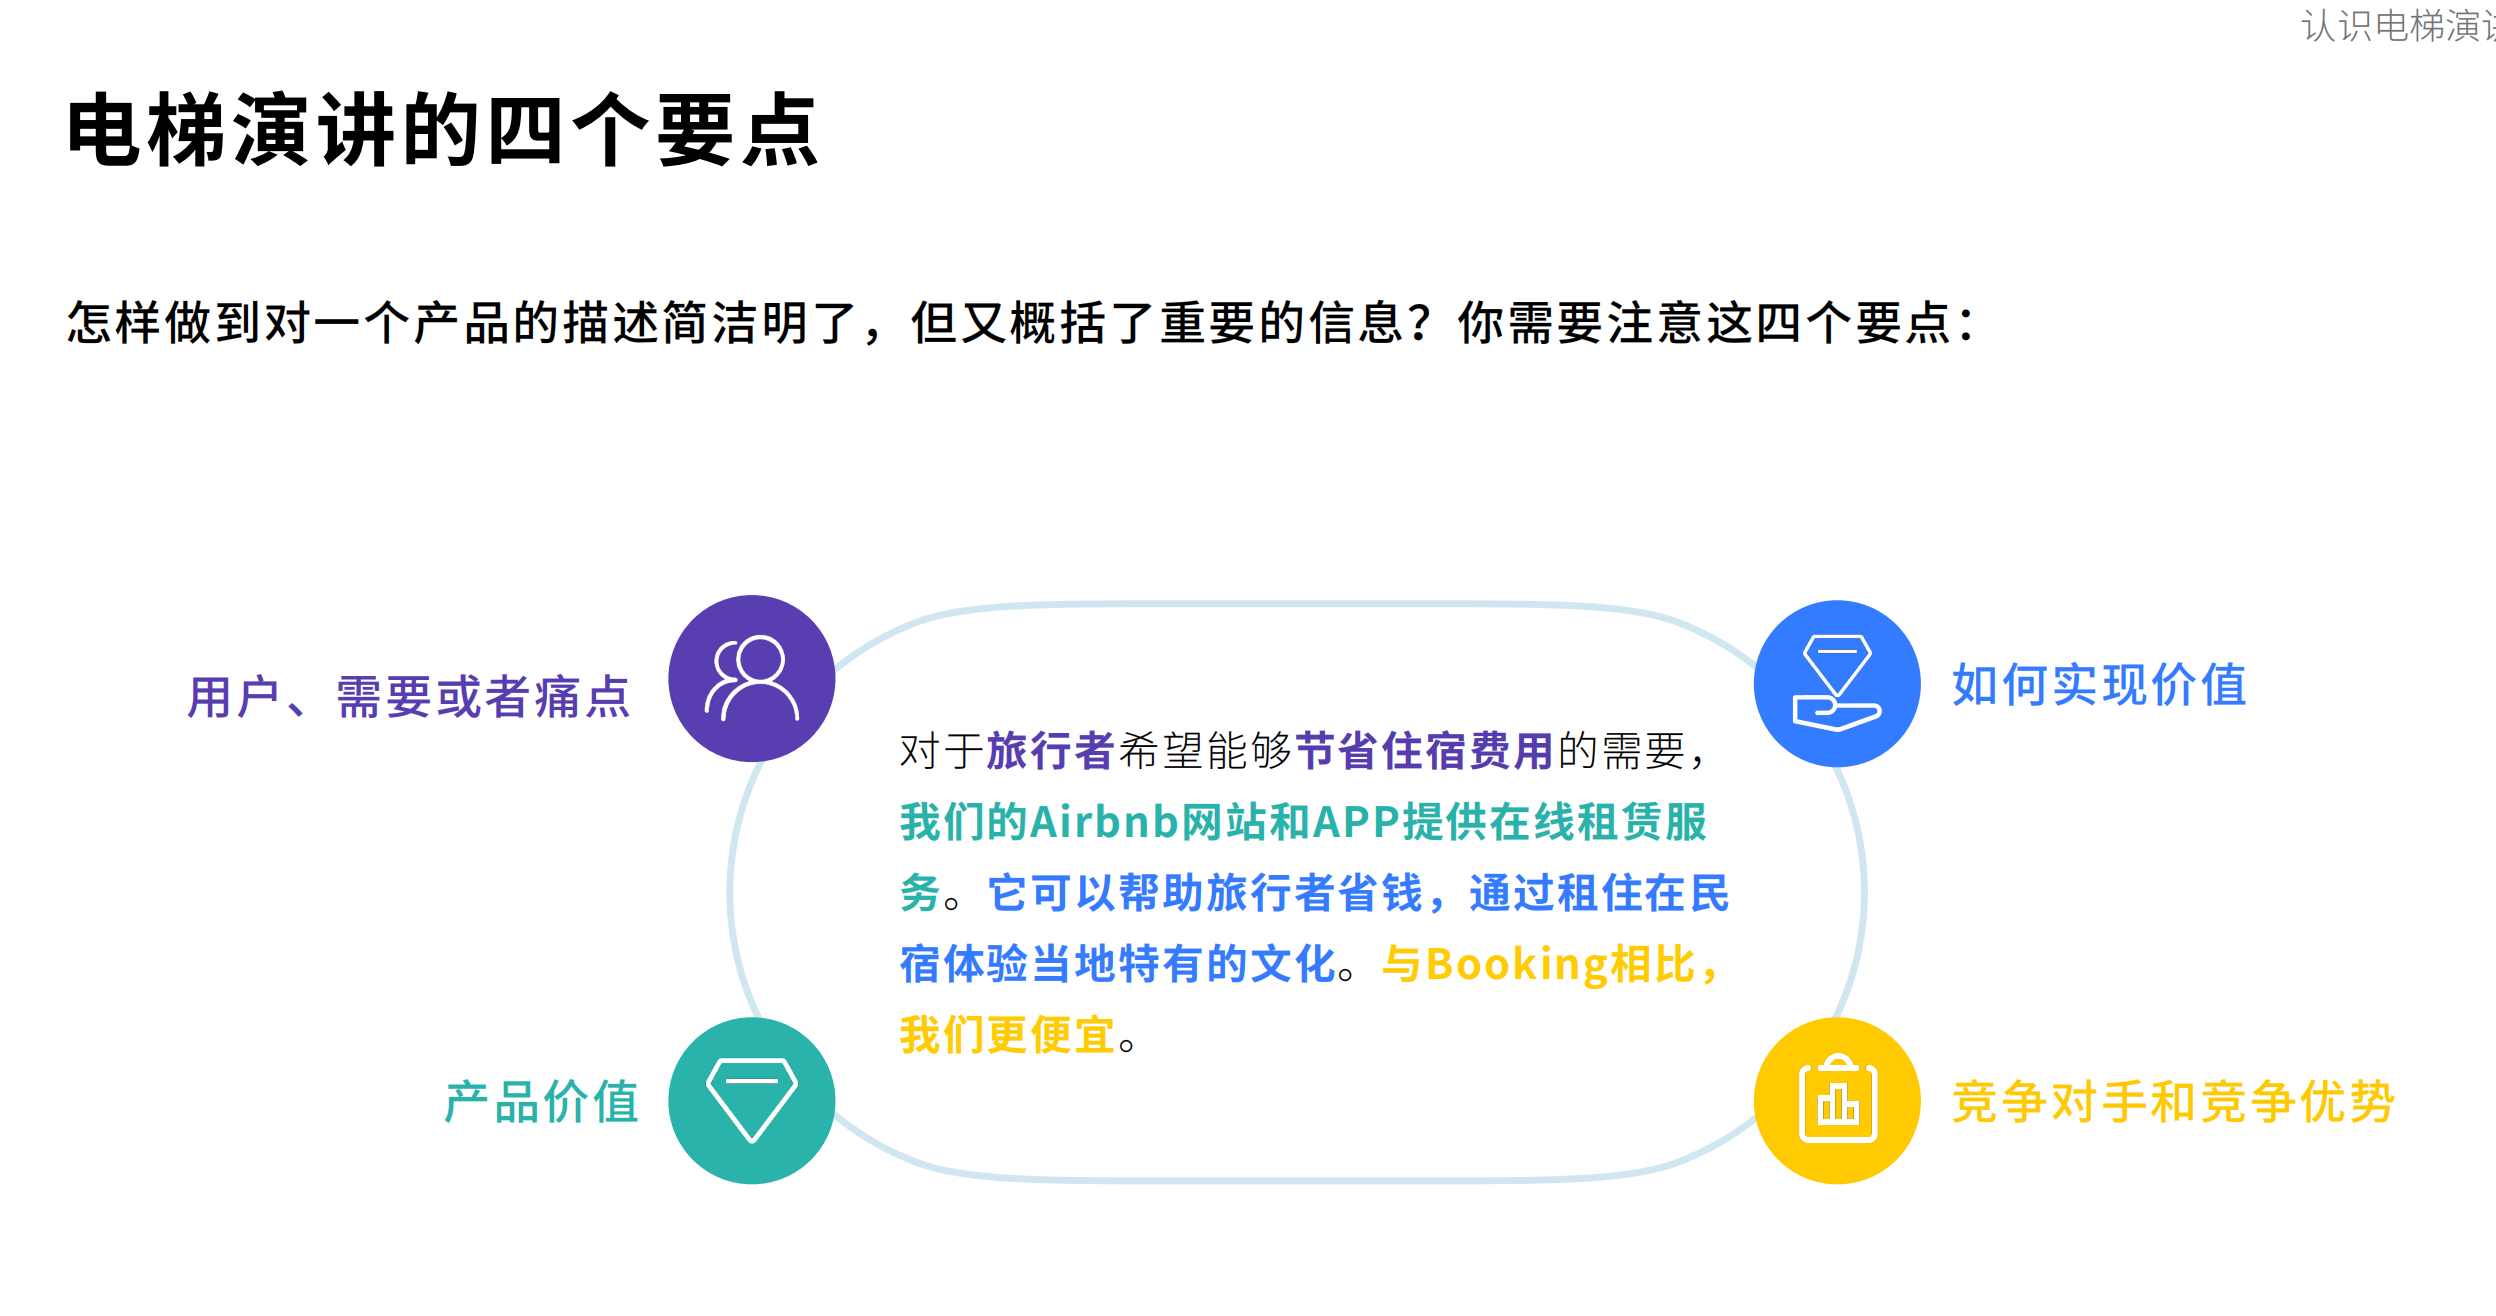 认识电梯演讲
电梯演讲的四个要点
怎样做到对一个产品的描述简洁明了，但又概括了重要的信息？你需要注意这四个要点：
用户、需要或者痛点
如何实现价值
对于旅行者希望能够节省住宿费用的需要，
我们的Airbnb网站和APP提供在线租赁服
务。它可以帮助旅行者省钱，通过租住在民
宿体验当地特有的文化。与Booking相比，
我们更便宜。
产品价值
竞争对手和竞争优势